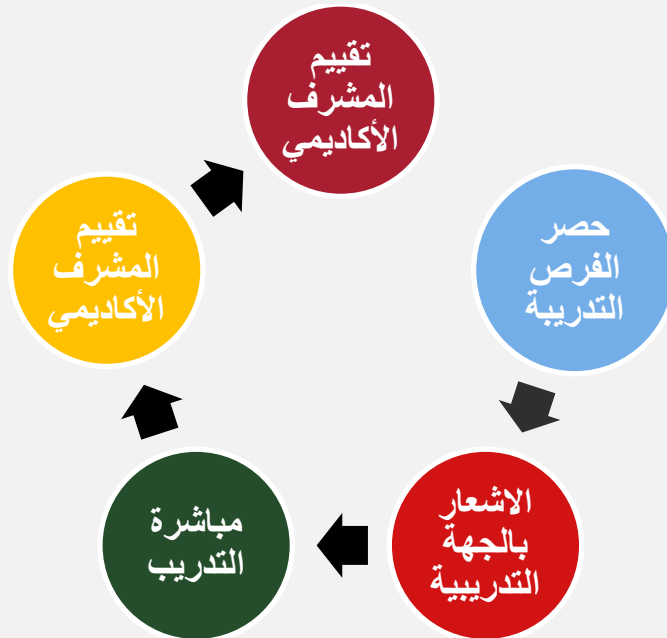 تقييم
المشرف
الأكاديمي
حصر
الفرص
التدريبة
الاشعار
بالجهة
التدريبية
مباشرة
التدريب
تقييم
المشرف
الأكاديمي